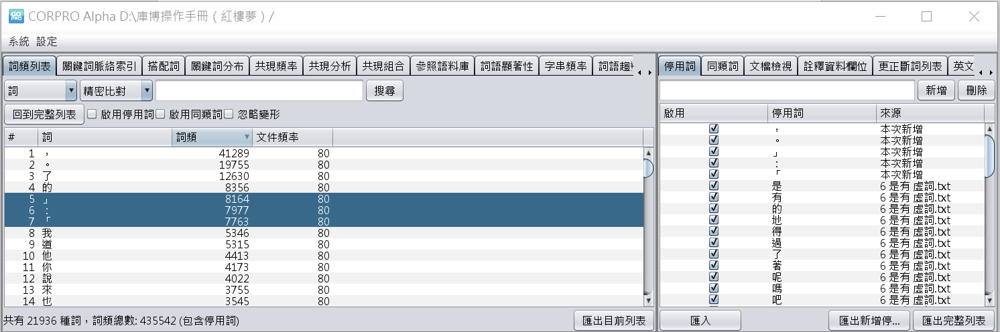 GO PRO CORPRO Alpha D:\庫博操作手冊（紅樓夢）/
系統 設定
詞頻列表 關鍵詞脈絡索引 搭配詞 關鍵詞分布 共現頻率 共現分析 共現組合 參照語料庫 詞語顯著性 字串頻率 詞語趨勢
詞 精密比對 搜尋
回到完整列表 啟用停用詞 啟用同類詞 忽略變形
# 詞 詞頻 文件頻率
1 ， 41289 80
2 。 19755 80
3 了 12630 80
4 的 8356 80
5 」 8164 80
6 ： 7977 80
7 「 7763 80
8 我 5346 80
9 道 5315 80
10 他 4413 80
11 你 4173 80
12 說 4022 80
13 來 3755 80
14 也 3545 80
共有 21936 種詞，詞頻總數: 435542 (包含停用詞)
匯出目前列表
停用詞 同類詞 文檔檢視 詮釋資料欄位 更正斷詞列表 英文
新增 刪除
啟用 停用詞 來源
， 本次新增
。 本次新增
」 本次新增
： 本次新增
「 本次新增
是 6 是有 虛詞.txt
有 6 是有 虛詞.txt
的 6 是有 虛詞.txt
地 6 是有 虛詞.txt
得 6 是有 虛詞.txt
過 6 是有 虛詞.txt
了 6 是有 虛詞.txt
著 6 是有 虛詞.txt
呢 6 是有 虛詞.txt
嗎 6 是有 虛詞.txt
吧 6 是有 虛詞.txt
匯入 匯出新增停... 匯出完整列表